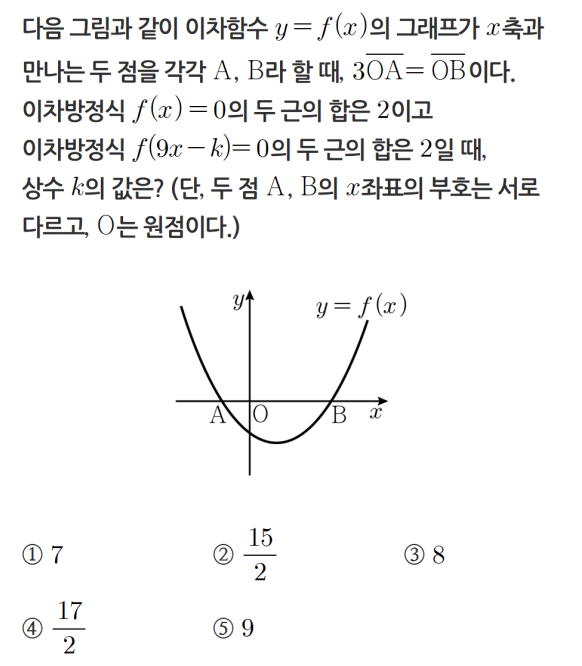 다음 그림과 같이 이차함수 y=f(x)의 그래프가 x축과
만나는 두 점을 각각 A, B라 할 때, 3\overline{OA}=\overline{OB}이다.
이차방정식 f(x)=0의 두 근의 합은 2이고
이차방정식 f(9x-k)=0의 두 근의 합은 2일 때,
상수 k의 값은? (단, 두 점 A, B의 x좌표의 부호는 서로
다르고, O는 원점이다.)
y y=f(x)
A O B x
① 7 ② 15/2 ③ 8
④ 17/2 ⑤ 9